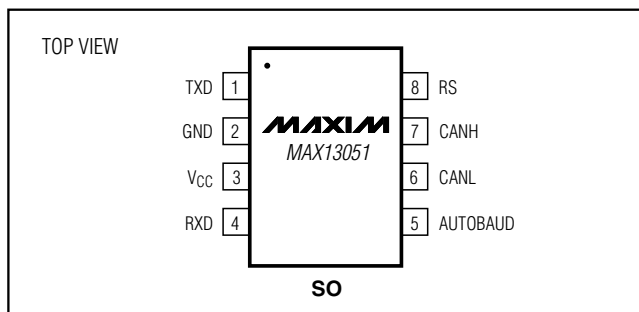 TOP VIEW
TXD 1 8 RS
GND 2 MAXIM 7 CANH
MAX13051
VCC 3 6 CANL
RXD 4 5 AUTOBAUD
SO